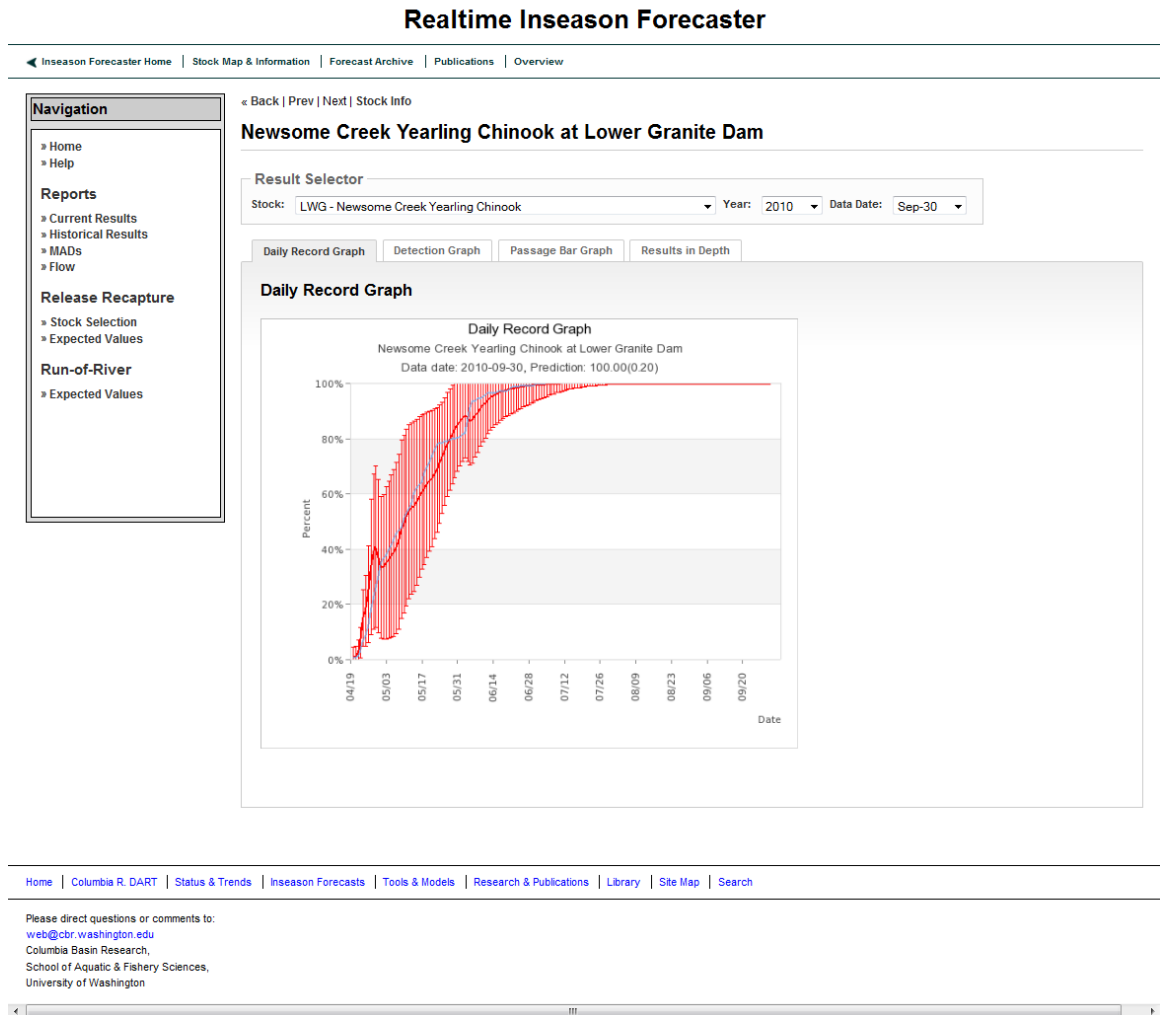 Realtime Inseason Forecaster
Inseason Forecaster Home | Stock Map & Information | Forecast Archive | Publications | Overview
Navigation
» Home
» Help
Reports
» Current Results
» Historical Results
» MADs
» Flow
Release Recapture
» Stock Selection
» Expected Values
Run-of-River
» Expected Values
« Back | Prev | Next | Stock Info
Newsome Creek Yearling Chinook at Lower Granite Dam
Result Selector
Stock: LWG - Newsome Creek Yearling Chinook Year: 2010 Data Date: Sep-30
Daily Record Graph Detection Graph Passage Bar Graph Results in Depth
Daily Record Graph
Daily Record Graph
Newsome Creek Yearling Chinook at Lower Granite Dam
Data date: 2010-09-30, Prediction: 100.00(0.20)
100%
80%
60%
40%
20%
0%
Percent
04/19 05/03 05/17 05/31 06/14 06/28 07/12 07/26 08/09 08/23 09/06 09/20
Date
Home | Columbia R. DART | Status & Trends | Inseason Forecasts | Tools & Models | Research & Publications | Library | Site Map | Search
Please direct questions or comments to:
web@cbr.washington.edu
Columbia Basin Research,
School of Aquatic & Fishery Sciences,
University of Washington